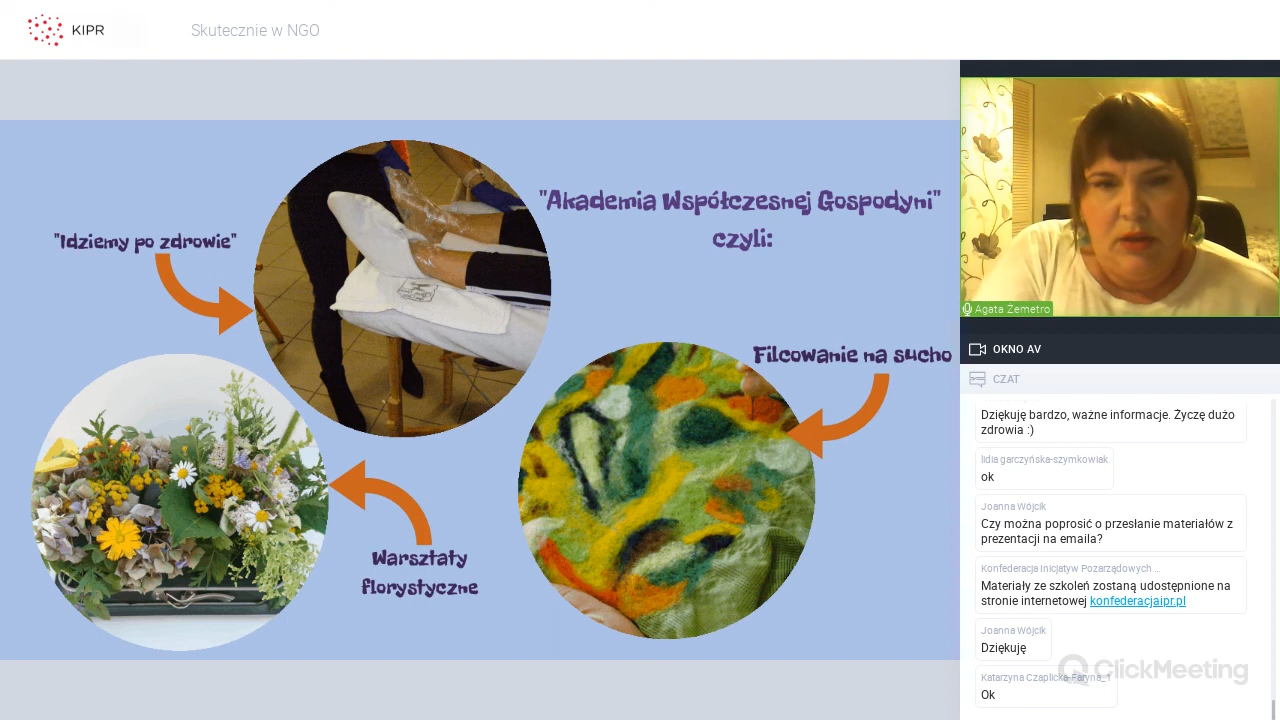 KIPR
Skutecznie w NGO
"Idziemy po zdrowie"
"Akademia Współczesnej Gospodyni"
czyli:
Filcowanie na sucho
Warsztaty
florystyczne
Agata Żemetro
OKNO AV
CZAT
Dziękuję bardzo, ważne informacje. Życzę dużo
zdrowia :)
lidia garczyńska-szymkowiak
ok
Joanna Wójcik
Czy można poprosić o przesłanie materiałów z
prezentacji na emaila?
Konfederacja Inicjatyw Pozarządowych ...
Materiały ze szkoleń zostaną udostępnione na
stronie internetowej konfederacjaipr.pl
Joanna Wójcik
Dziękuję
ClickMeeting
Katarzyna Czaplicka-Faryna_1
Ok